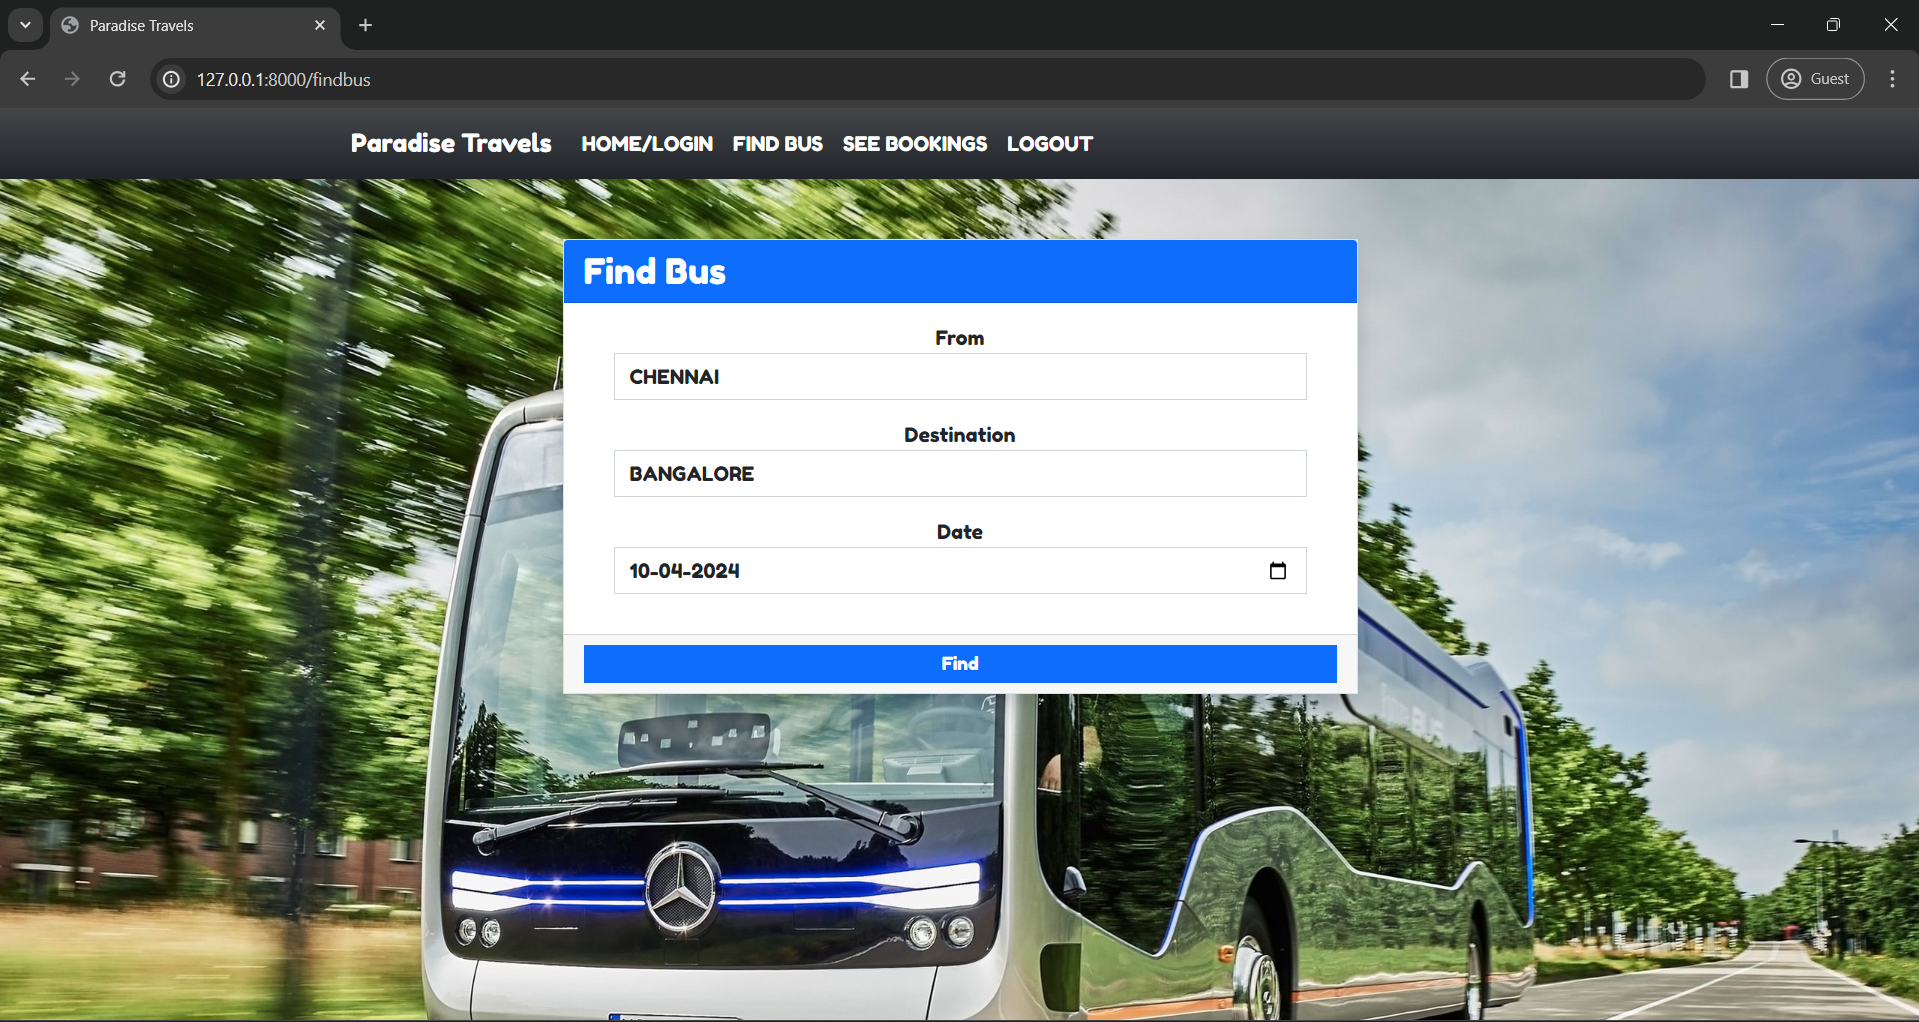 Paradise Travels
127.0.0.1:8000/findbus
Guest
Paradise Travels HOME/LOGIN FIND BUS SEE BOOKINGS LOGOUT
Find Bus
From
CHENNAI
Destination
BANGALORE
Date
10-04-2024
Find